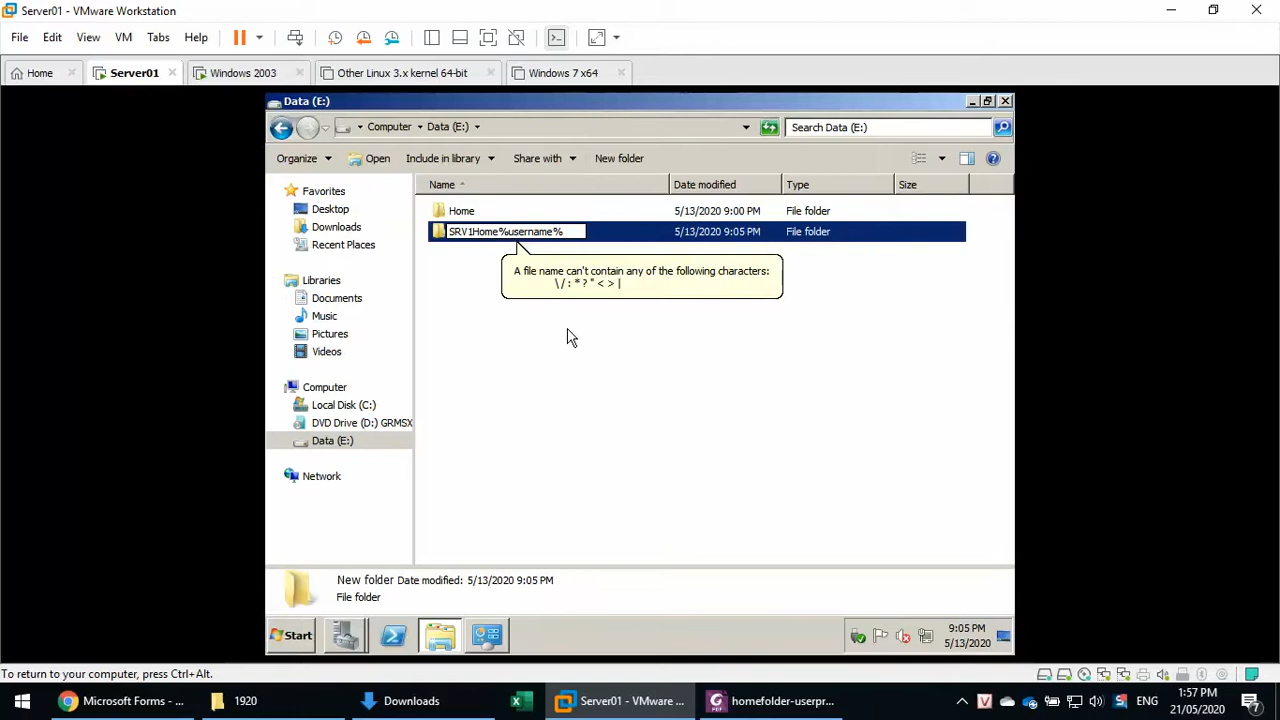 Server01 - VMware Workstation
File Edit View VM Tabs Help
Home Server01 Windows 2003 Other Linux 3.x kernel 64-bit Windows 7 x64
Data (E:)
Computer Data (E:) Search Data (E:)
Organize Open Include in library Share with New folder
Name Date modified Type Size
Favorites
Desktop
Downloads
Recent Places
Libraries
Documents
Music
Pictures
Videos
Computer
Local Disk (C:)
DVD Drive (D:) GRMSX
Data (E:)
Network
Home 5/13/2020 9:00 PM File folder
SRV1Home%username% 5/13/2020 9:05 PM File folder
A file name can't contain any of the following characters:
\ / : * ? " < > |
New folder Date modified: 5/13/2020 9:05 PM
File folder
Start 9:05 PM
5/13/2020
To return to your computer, press Ctrl+Alt.
Microsoft Forms - ... 1920 Downloads Server01 - VMware ... homefolder-userpr... ENG 1:57 PM
21/05/2020